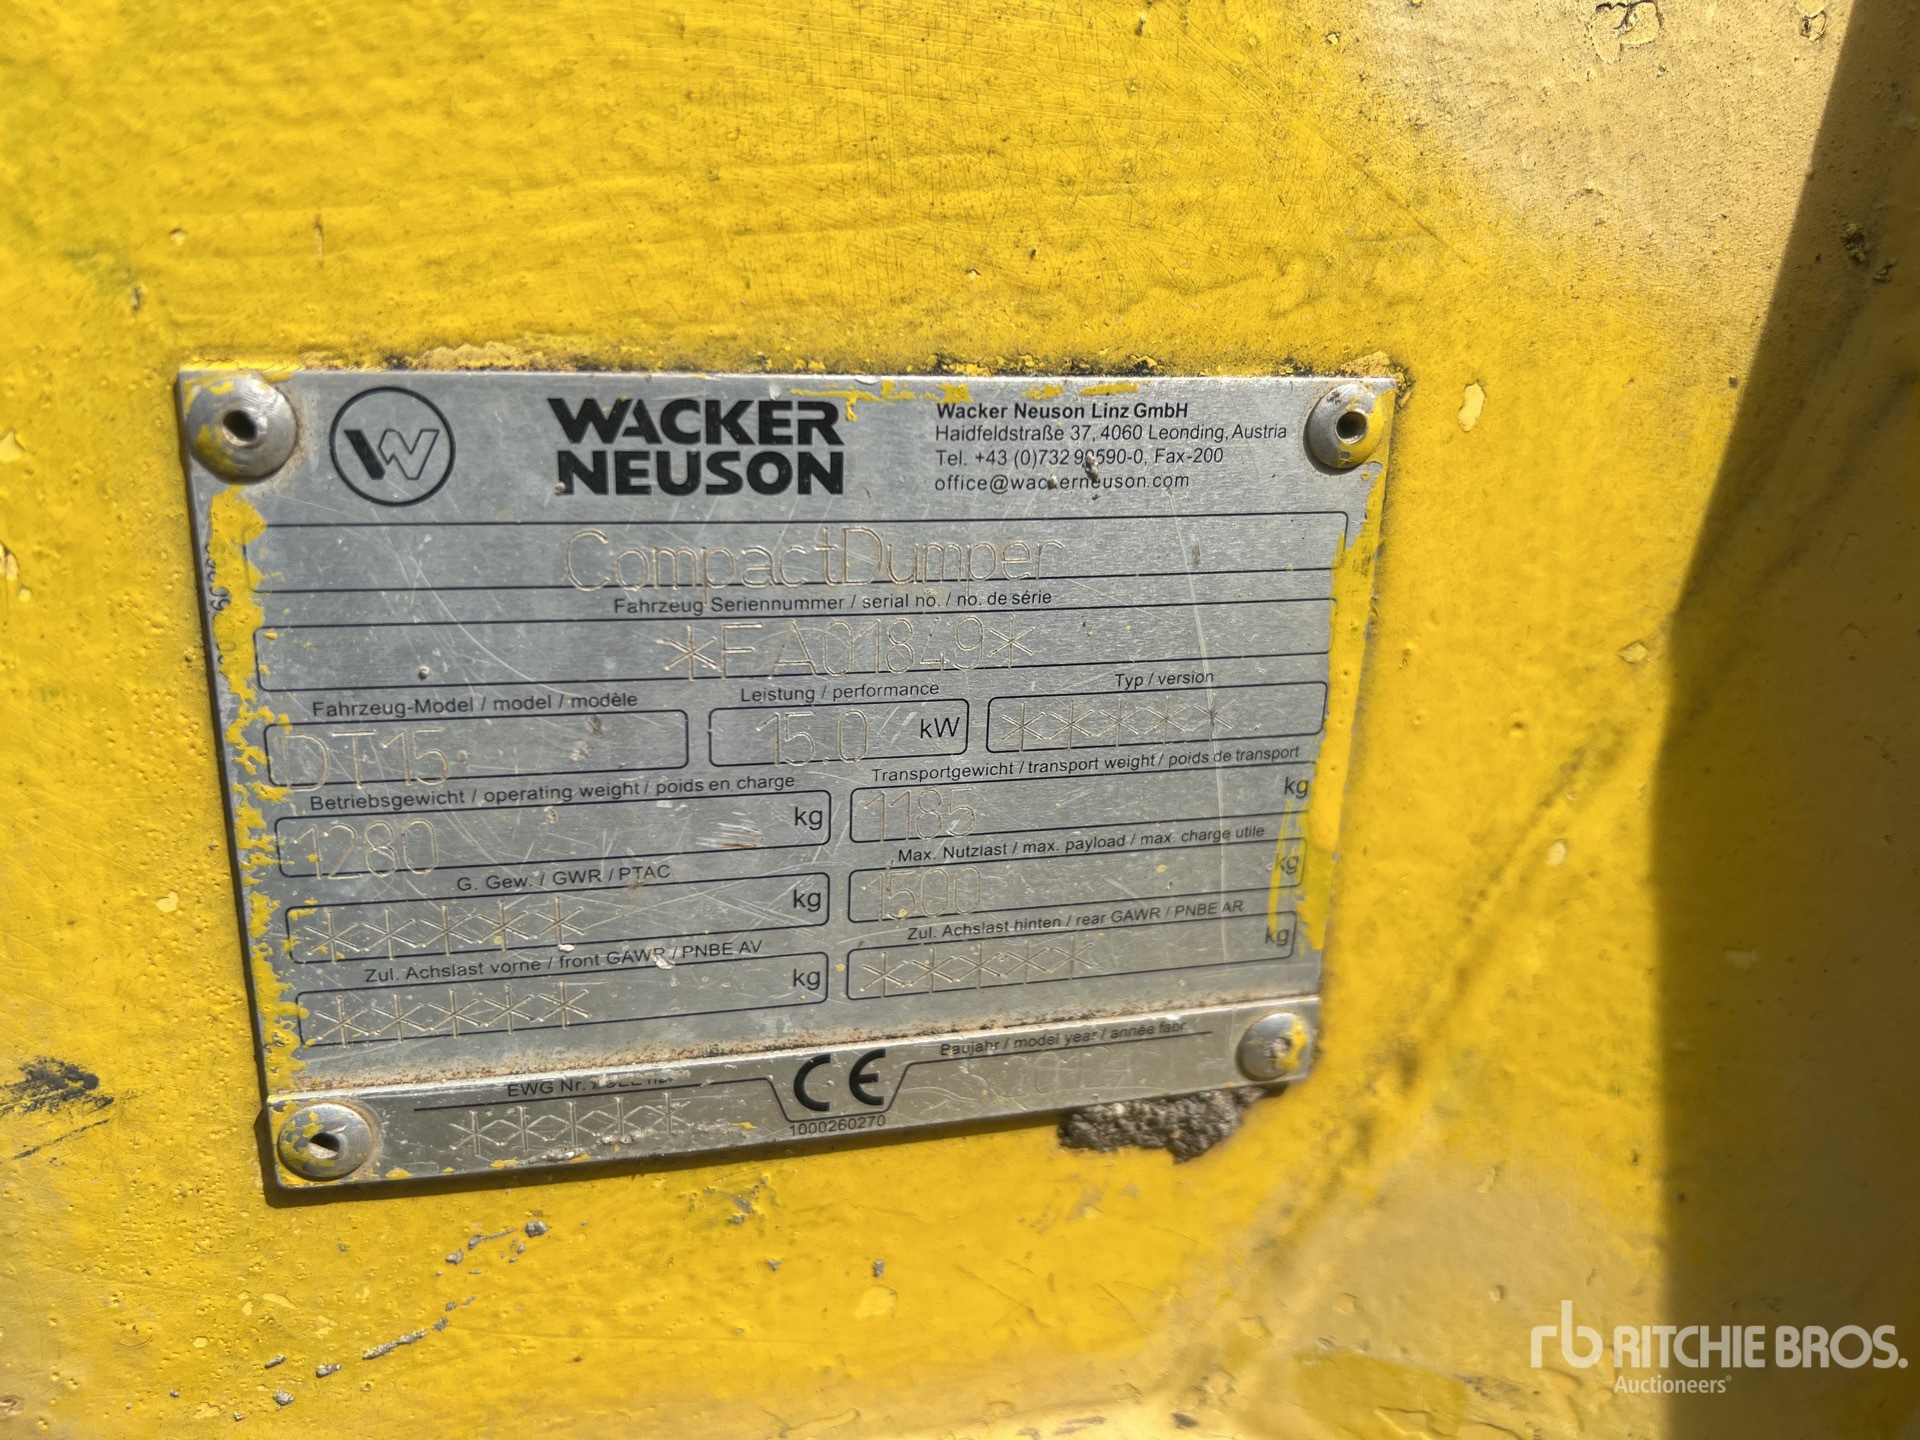 WACKER
NEUSON
Wacker Neuson Linz GmbH
Haidfeldstraße 37, 4060 Leonding, Austria
Tel. +43 (0)732 90590-0, Fax-200
office@wackerneuson.com
CompactDumper
Fahrzeug Seriennummer / serial no. / no. de série
*FA01849*
Fahrzeug-Model / model / modèle
Leistung / performance
Typ / version
DT15
15.0 kW
*****
Betriebsgewicht / operating weight / poids en charge
Transportgewicht / transport weight / poids de transport
1280 kg
1185 kg
G. Gew. / GWR / PTAC
Max. Nutzlast / max. payload / max. charge utile
***** kg
1500 kg
Zul. Achslast vorne / front GAWR / PNBE AV
Zul. Achslast hinten / rear GAWR / PNBE AR
***** kg
***** kg
EWG Nr. /
CE
Baujahr / model year / année fabr.
*****
1000260270
rb RITCHIE BROS.
Auctioneers